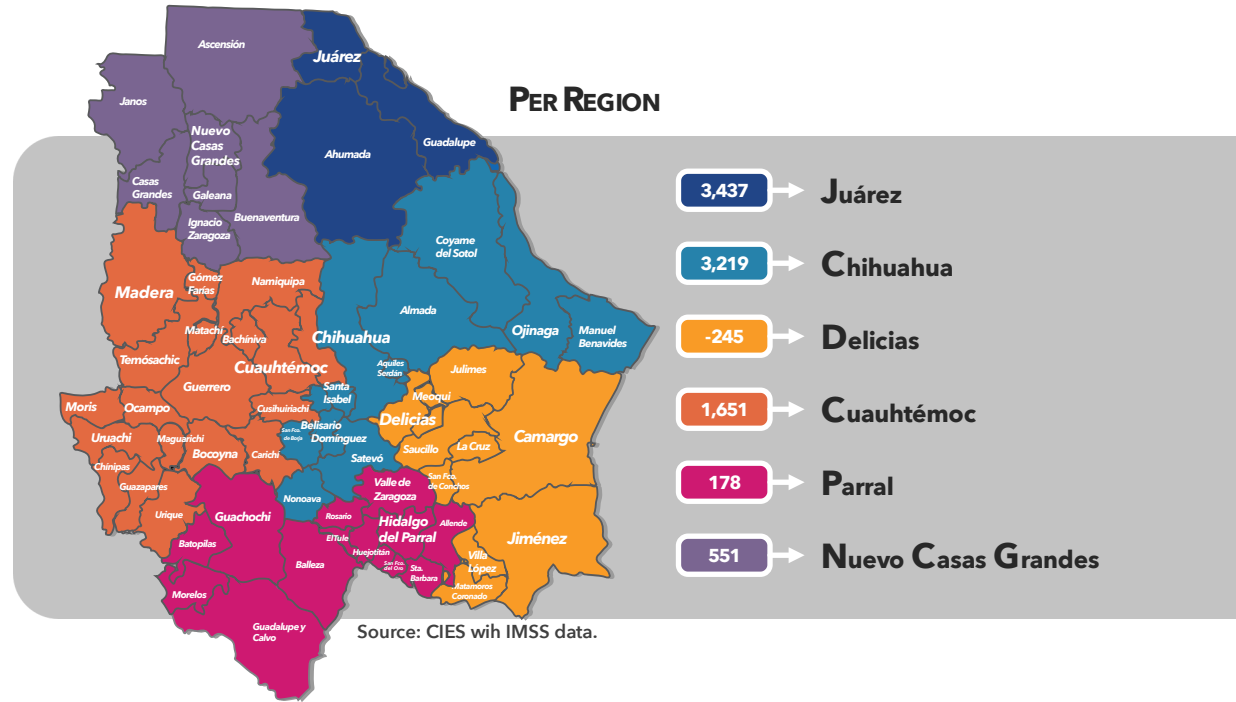 Ascensión
Juárez
Janos
PER REGION
Nuevo
Casas
Grandes
Guadalupe
Ahumada
Casas
Grandes
Galeana
3,437
Juárez
Ignacio
Zaragoza
Buenaventura
Coyame
del Sotol
3,219
Chihuahua
Gómez
Farías
Namiquipa
Madera
Almada
Matachí
Bachíniva
Chihuahua
Ojinaga
Manuel
Benavides
-245
Delicias
Temósachic
Cuauhtémoc
Aquiles
Serdán
Julimes
Guerrero
Santa
Isabel
Meoqui
Moris
Ocampo
Cusihuiriachi
Delicias
1,651
Cuauhtémoc
Uruachi
Maguarichi
San Fco.
de Borja
Belisario
Domínguez
Camargo
Saucillo
La Cruz
Bocoyna
Carichí
Satevó
Chínipas
Guazapares
Nonoava
Valle de
Zaragoza
San Fco.
de Conchos
178
Parral
Urique
Guachochi
Rosario
Hidalgo
del Parral
Allende
Batopilas
El Tule
Huejotitán
Jiménez
Balleza
San Fco.
del Oro
Sta.
Barbara
Villa
López
551
Nuevo Casas Grandes
Morelos
Matamoros
Coronado
Guadalupe y
Calvo
Source: CIES wih IMSS data.